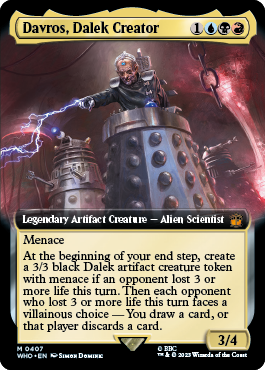 Davros, Dalek Creator 1
Legendary Artifact Creature — Alien Scientist
Menace
At the beginning of your end step, create
a 3/3 black Dalek artifact creature token
with menace if an opponent lost 3 or
more life this turn. Then each opponent
who lost 3 or more life this turn faces a
villainous choice — You draw a card, or
that player discards a card.
3/4
M 0407
WHO • EN SIMON DOMINIC
© BBC
™ & © 2023 Wizards of the Coast